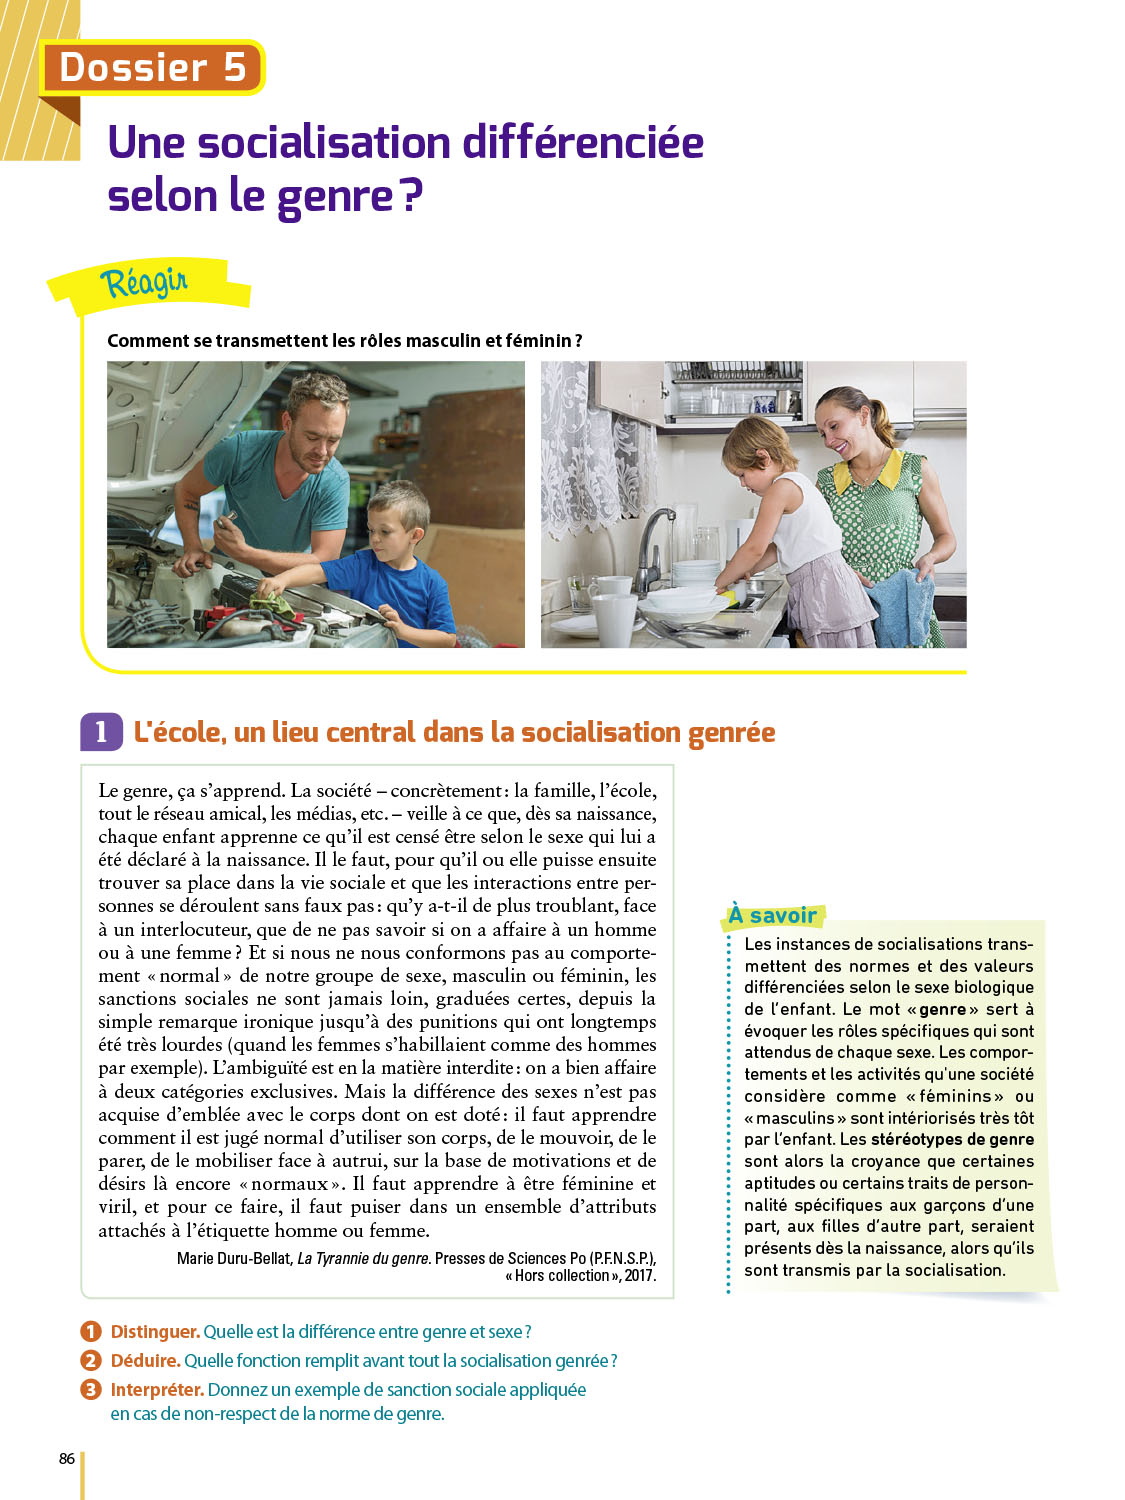 Dossier 5
Une socialisation différenciée
selon le genre ?
Réagir
Comment se transmettent les rôles masculin et féminin ?
1 L'école, un lieu central dans la socialisation genrée
Le genre, ça s'apprend. La société – concrètement : la famille, l'école,
tout le réseau amical, les médias, etc. – veille à ce que, dès sa naissance,
chaque enfant apprenne ce qu'il est censé être selon le sexe qui lui a
été déclaré à la naissance. Il le faut, pour qu'il ou elle puisse ensuite
trouver sa place dans la vie sociale et que les interactions entre per-
sonnes se déroulent sans faux pas : qu'y a-t-il de plus troublant, face
à un interlocuteur, que de ne pas savoir si on a affaire à un homme
ou à une femme ? Et si nous ne nous conformons pas au comporte-
ment « normal » de notre groupe de sexe, masculin ou féminin, les
sanctions sociales ne sont jamais loin, graduées certes, depuis la
simple remarque ironique jusqu'à des punitions qui ont longtemps
été très lourdes (quand les femmes s'habillaient comme des hommes
par exemple). L'ambiguïté est en la matière interdite : on a bien affaire
à deux catégories exclusives. Mais la différence des sexes n'est pas
acquise d'emblée avec le corps dont on est doté : il faut apprendre
comment il est jugé normal d'utiliser son corps, de le mouvoir, de le
parer, de le mobiliser face à autrui, sur la base de motivations et de
désirs là encore « normaux ». Il faut apprendre à être féminine et
viril, et pour ce faire, il faut puiser dans un ensemble d'attributs
attachés à l'étiquette homme ou femme.
Marie Duru-Bellat, La Tyrannie du genre. Presses de Sciences Po (P.F.N.S.P.),
« Hors collection », 2017.
À savoir
Les instances de socialisations trans-
mettent des normes et des valeurs
différenciées selon le sexe biologique
de l'enfant. Le mot « genre » sert à
évoquer les rôles spécifiques qui sont
attendus de chaque sexe. Les compor-
tements et les activités qu'une société
considère comme « féminins » ou
« masculins » sont intériorisés très tôt
par l'enfant. Les stéréotypes de genre
sont alors la croyance que certaines
aptitudes ou certains traits de person-
nalité spécifiques aux garçons d'une
part, aux filles d'autre part, seraient
présents dès la naissance, alors qu'ils
sont transmis par la socialisation.
1 Distinguer. Quelle est la différence entre genre et sexe ?
2 Déduire. Quelle fonction remplit avant tout la socialisation genrée ?
3 Interpréter. Donnez un exemple de sanction sociale appliquée
en cas de non-respect de la norme de genre.
86